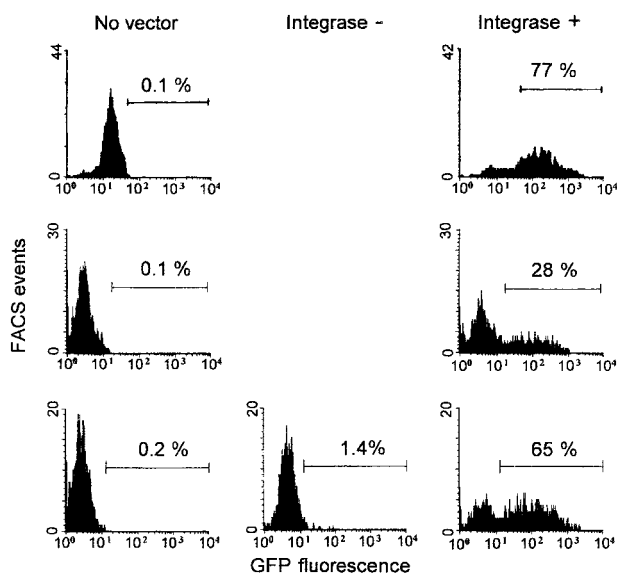 No vector Integrase - Integrase +
44 0.1 % 0
10⁰ 10¹ 10² 10³ 10⁴
42 77 % 0
10⁰ 10¹ 10² 10³ 10⁴
FACS events
30 0.1 % 0
10⁰ 10¹ 10² 10³ 10⁴
30 28 % 0
10⁰ 10¹ 10² 10³ 10⁴
20 0.2 % 0
10⁰ 10¹ 10² 10³ 10⁴
20 1.4% 0
10⁰ 10¹ 10² 10³ 10⁴
20 65 % 0
10⁰ 10¹ 10² 10³ 10⁴
GFP fluorescence